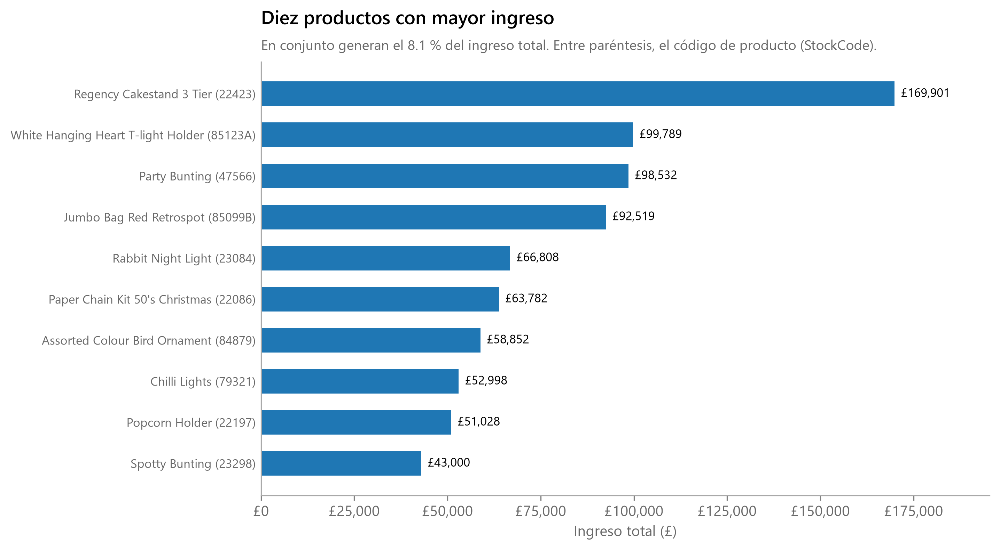 Diez productos con mayor ingreso
En conjunto generan el 8.1 % del ingreso total. Entre paréntesis, el código de producto (StockCode).
Regency Cakestand 3 Tier (22423) £169,901
White Hanging Heart T-light Holder (85123A) £99,789
Party Bunting (47566) £98,532
Jumbo Bag Red Retrospot (85099B) £92,519
Rabbit Night Light (23084) £66,808
Paper Chain Kit 50's Christmas (22086) £63,782
Assorted Colour Bird Ornament (84879) £58,852
Chilli Lights (79321) £52,998
Popcorn Holder (22197) £51,028
Spotty Bunting (23298) £43,000
£0 £25,000 £50,000 £75,000 £100,000 £125,000 £150,000 £175,000
Ingreso total (£)